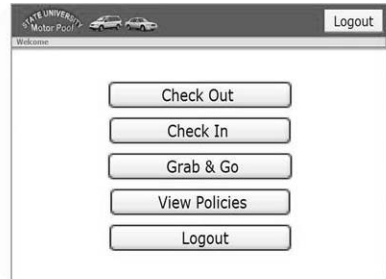 STATE UNIVERSITY
Motor Pool
Logout
Welcome
Check Out
Check In
Grab & Go
View Policies
Logout